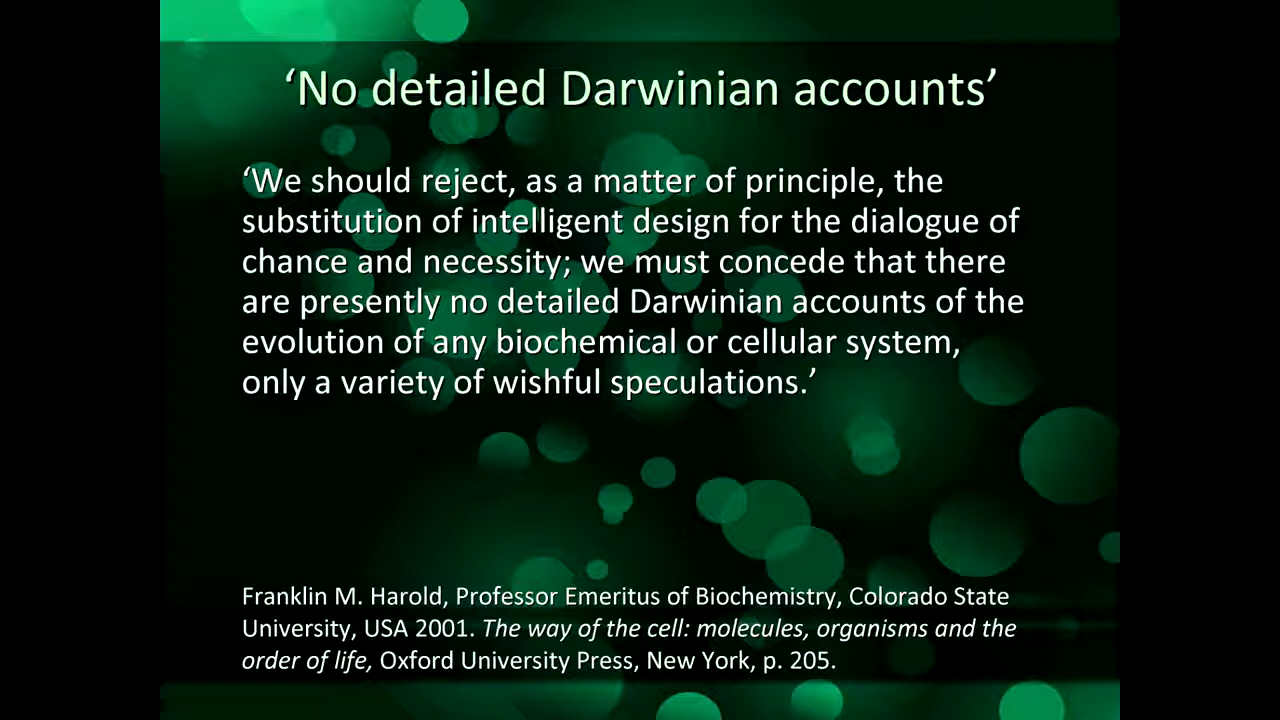 ‘No detailed Darwinian accounts’
‘We should reject, as a matter of principle, the
substitution of intelligent design for the dialogue of
chance and necessity; we must concede that there
are presently no detailed Darwinian accounts of the
evolution of any biochemical or cellular system,
only a variety of wishful speculations.’
Franklin M. Harold, Professor Emeritus of Biochemistry, Colorado State
University, USA 2001. The way of the cell: molecules, organisms and the
order of life, Oxford University Press, New York, p. 205.